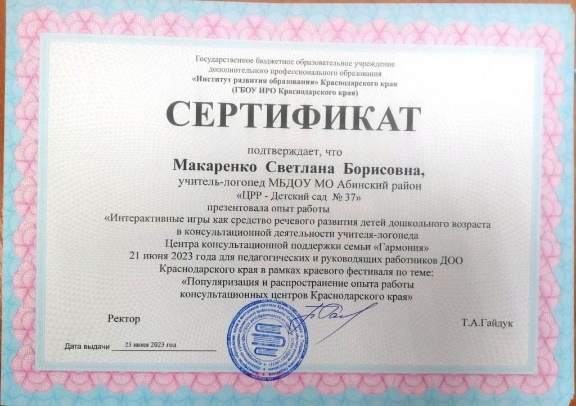 Государственное бюджетное образовательное учреждение
дополнительного профессионального образования
«Институт развития образования» Краснодарского края
(ГБОУ ИРО Краснодарского края)
СЕРТИФИКАТ
подтверждает, что
Макаренко Светлана Борисовна,
учитель-логопед МБДОУ МО Абинский район
«ЦРР - Детский сад № 37»
презентовала опыт работы
«Интерактивные игры как средство речевого развития детей дошкольного возраста
в консультационной деятельности учителя-логопеда
Центра консультационной поддержки семьи «Гармония»
21 июня 2023 года для педагогических и руководящих работников ДОО
Краснодарского края в рамках краевого фестиваля по теме:
«Популяризация и распространение опыта работы
консультационных центров Краснодарского края»
Ректор
Т.А.Гайдук
Дата выдачи 21 июня 2023 год